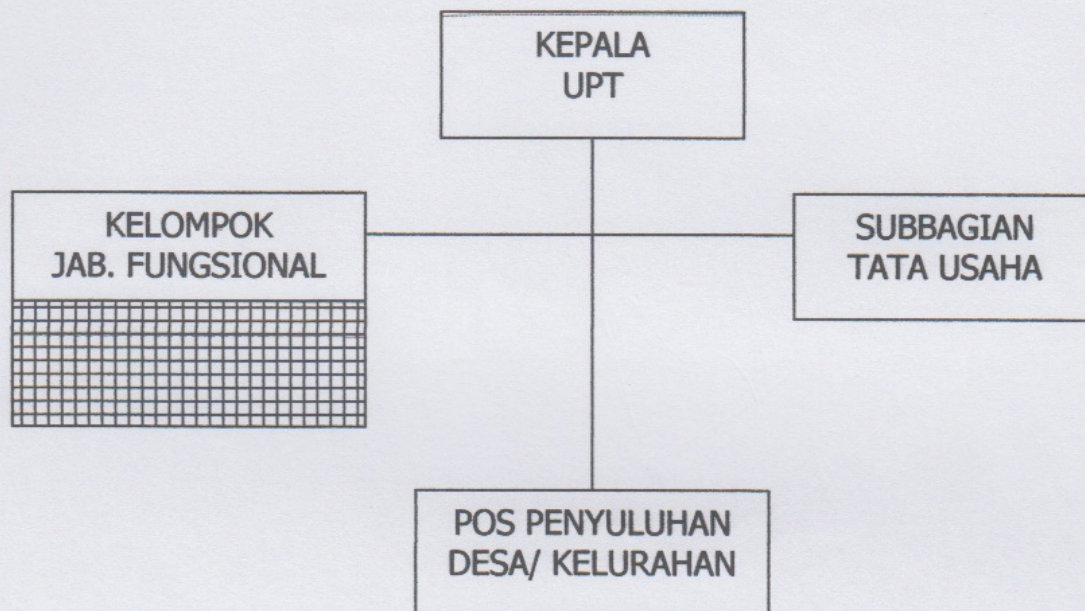 KEPALA
UPT
KELOMPOK
JAB. FUNGSIONAL
SUBBAGIAN
TATA USAHA
POS PENYULUHAN
DESA/ KELURAHAN